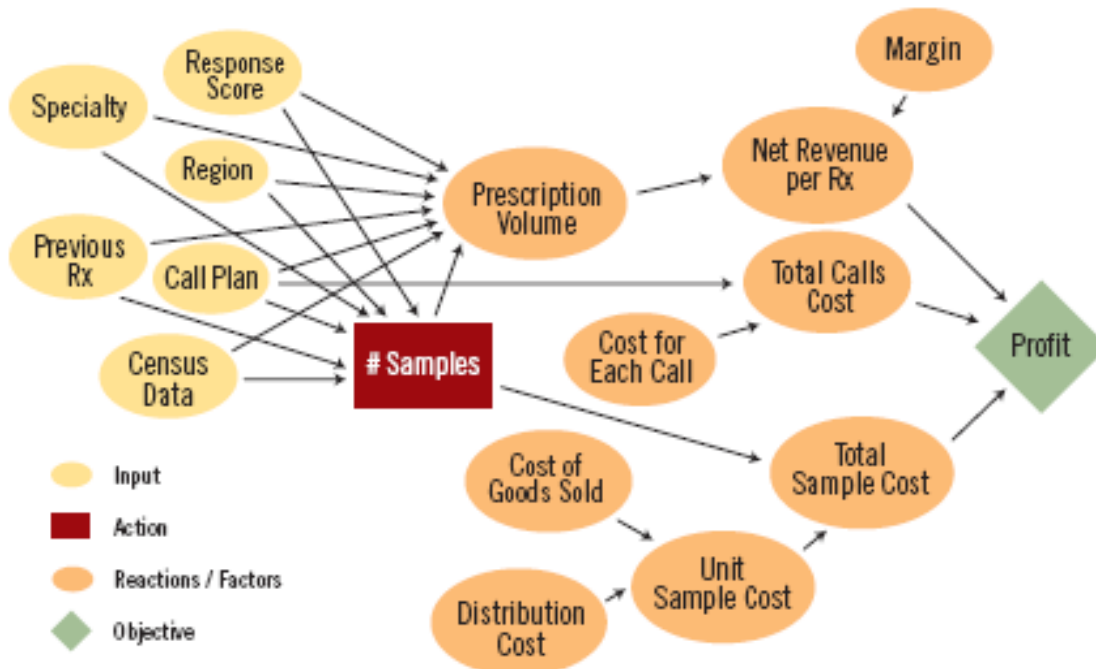 Response
Score
Margin
Specialty
Region
Net Revenue
per Rx
Prescription
Volume
Previous
Rx
Call Plan
Total Calls
Cost
# Samples
Cost for
Each Call
Profit
Census
Data
Cost of
Goods Sold
Total
Sample Cost
Unit
Sample Cost
Distribution
Cost
Input
Action
Reactions / Factors
Objective